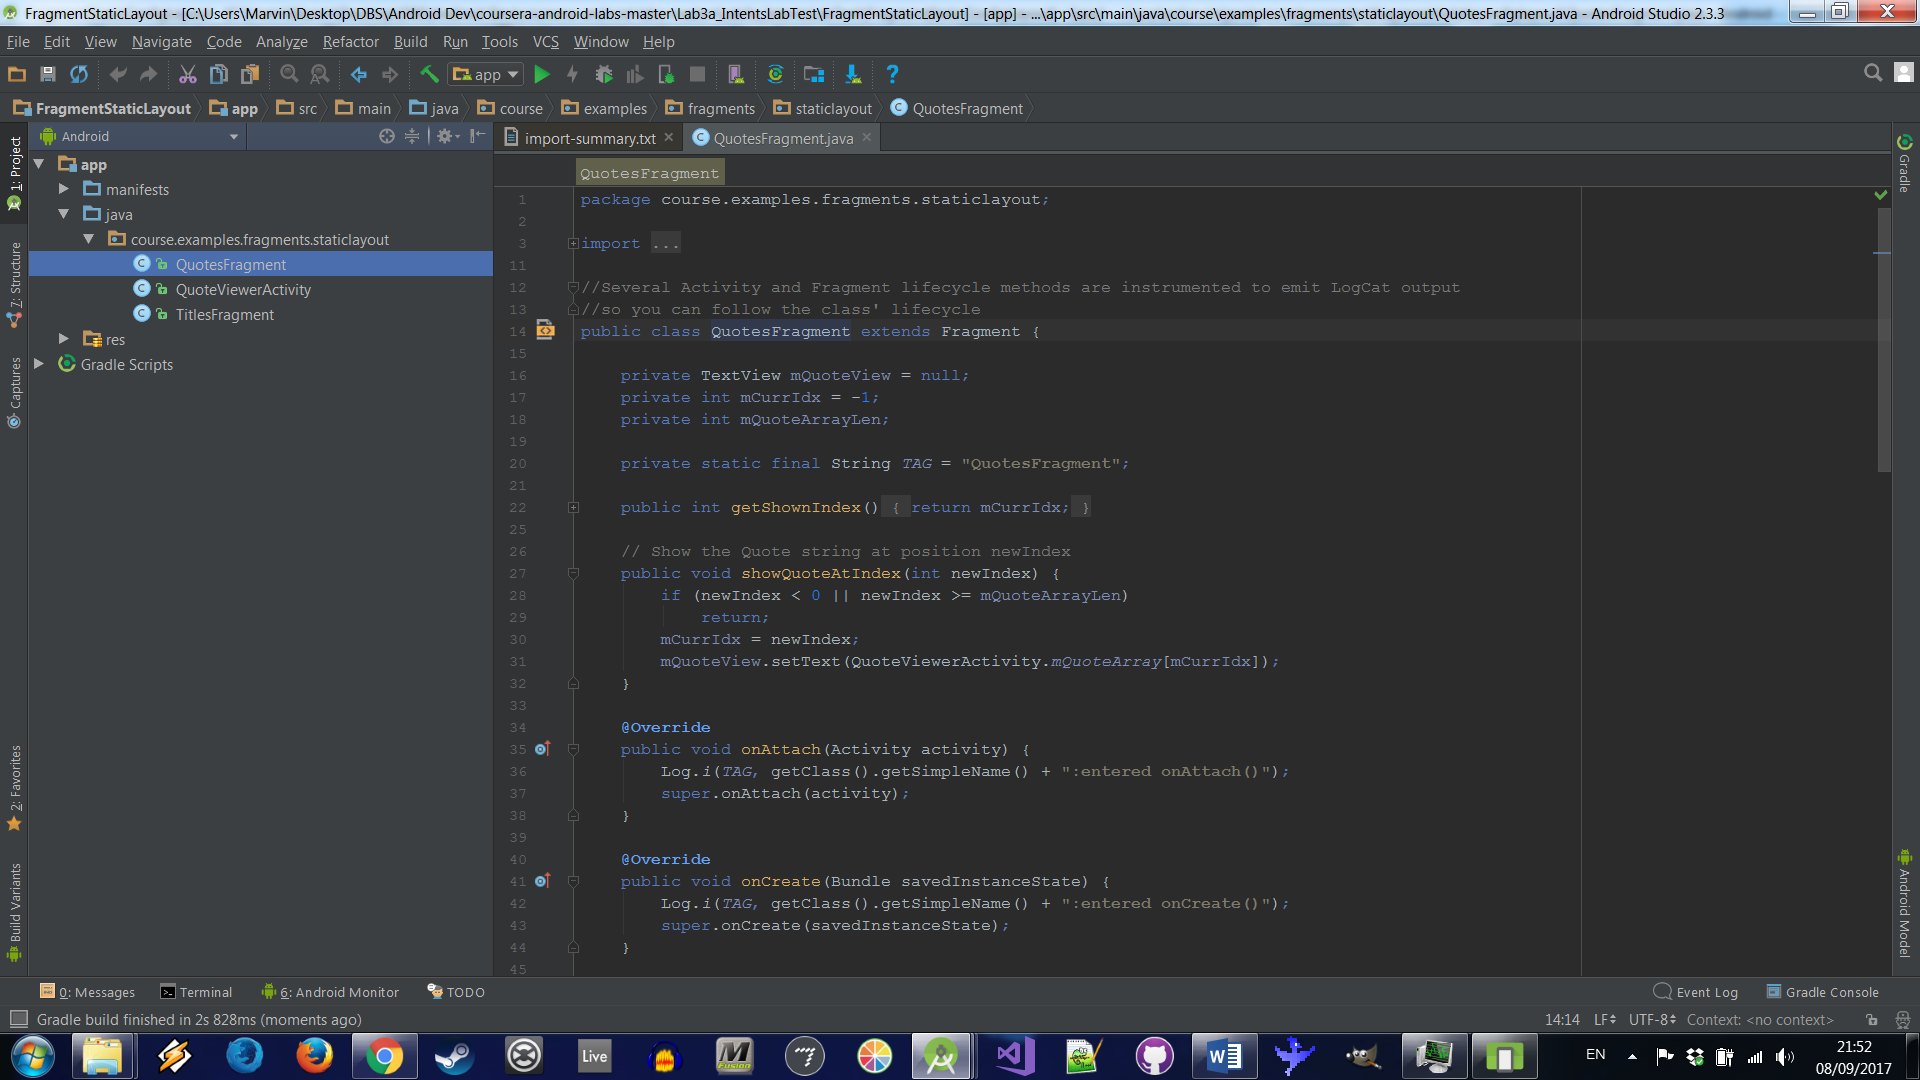 FragmentStaticLayout - [C:\Users\Marvin\Desktop\DBS\Android Dev\coursera-android-labs-master\Lab3a_IntentsLabTest\FragmentStaticLayout] - [app] - ...\app\src\main\java\course\examples\fragments\staticlayout\QuotesFragment.java - Android Studio 2.3.3
File Edit View Navigate Code Analyze Refactor Build Run Tools VCS Window Help
app
FragmentStaticLayout app src main java course examples fragments staticlayout QuotesFragment
Android
import-summary.txt QuotesFragment.java
1: Project
7: Structure
Captures
2: Favorites
Build Variants
app
manifests
java
course.examples.fragments.staticlayout
QuotesFragment
QuoteViewerActivity
TitlesFragment
res
Gradle Scripts
QuotesFragment
1 package course.examples.fragments.staticlayout;
2
3 import ...
11
12 //Several Activity and Fragment lifecycle methods are instrumented to emit LogCat output
13 //so you can follow the class' lifecycle
14 public class QuotesFragment extends Fragment {
15
16 private TextView mQuoteView = null;
17 private int mCurrIdx = -1;
18 private int mQuoteArrayLen;
19
20 private static final String TAG = "QuotesFragment";
21
22 public int getShownIndex() { return mCurrIdx; }
25
26 // Show the Quote string at position newIndex
27 public void showQuoteAtIndex(int newIndex) {
28 if (newIndex < 0 || newIndex >= mQuoteArrayLen)
29 return;
30 mCurrIdx = newIndex;
31 mQuoteView.setText(QuoteViewerActivity.mQuoteArray[mCurrIdx]);
32 }
33
34 @Override
35 public void onAttach(Activity activity) {
36 Log.i(TAG, getClass().getSimpleName() + ":entered onAttach()");
37 super.onAttach(activity);
38 }
39
40 @Override
41 public void onCreate(Bundle savedInstanceState) {
42 Log.i(TAG, getClass().getSimpleName() + ":entered onCreate()");
43 super.onCreate(savedInstanceState);
44 }
45
Gradle
Android Model
0: Messages Terminal 6: Android Monitor TODO Event Log Gradle Console
Gradle build finished in 2s 828ms (moments ago) 14:14 LF UTF-8 Context: <no context>
Live
EN
21:52
08/09/2017